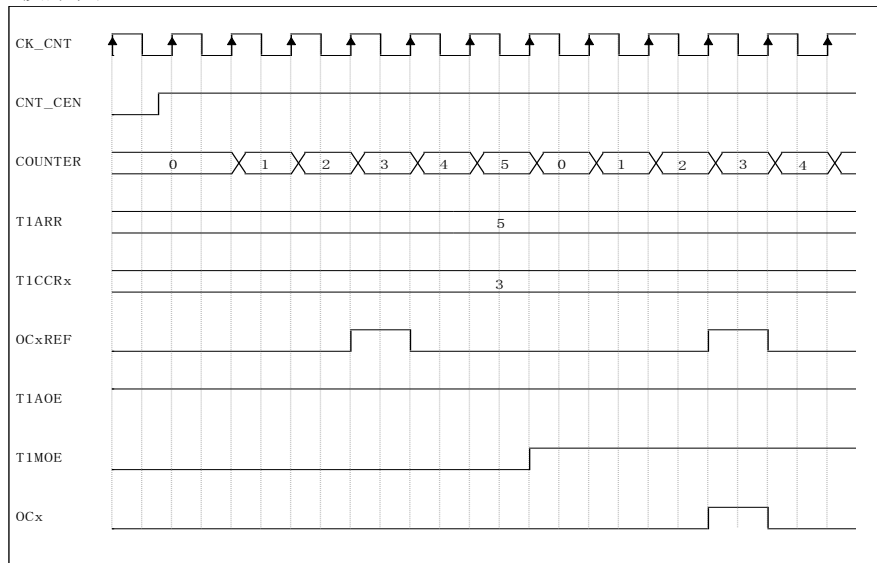 CK_CNT
CNT_CEN
COUNTER 0 1 2 3 4 5 0 1 2 3 4
T1ARR 5
T1CCRx 3
OCxREF
T1AOE
T1MOE
OCx